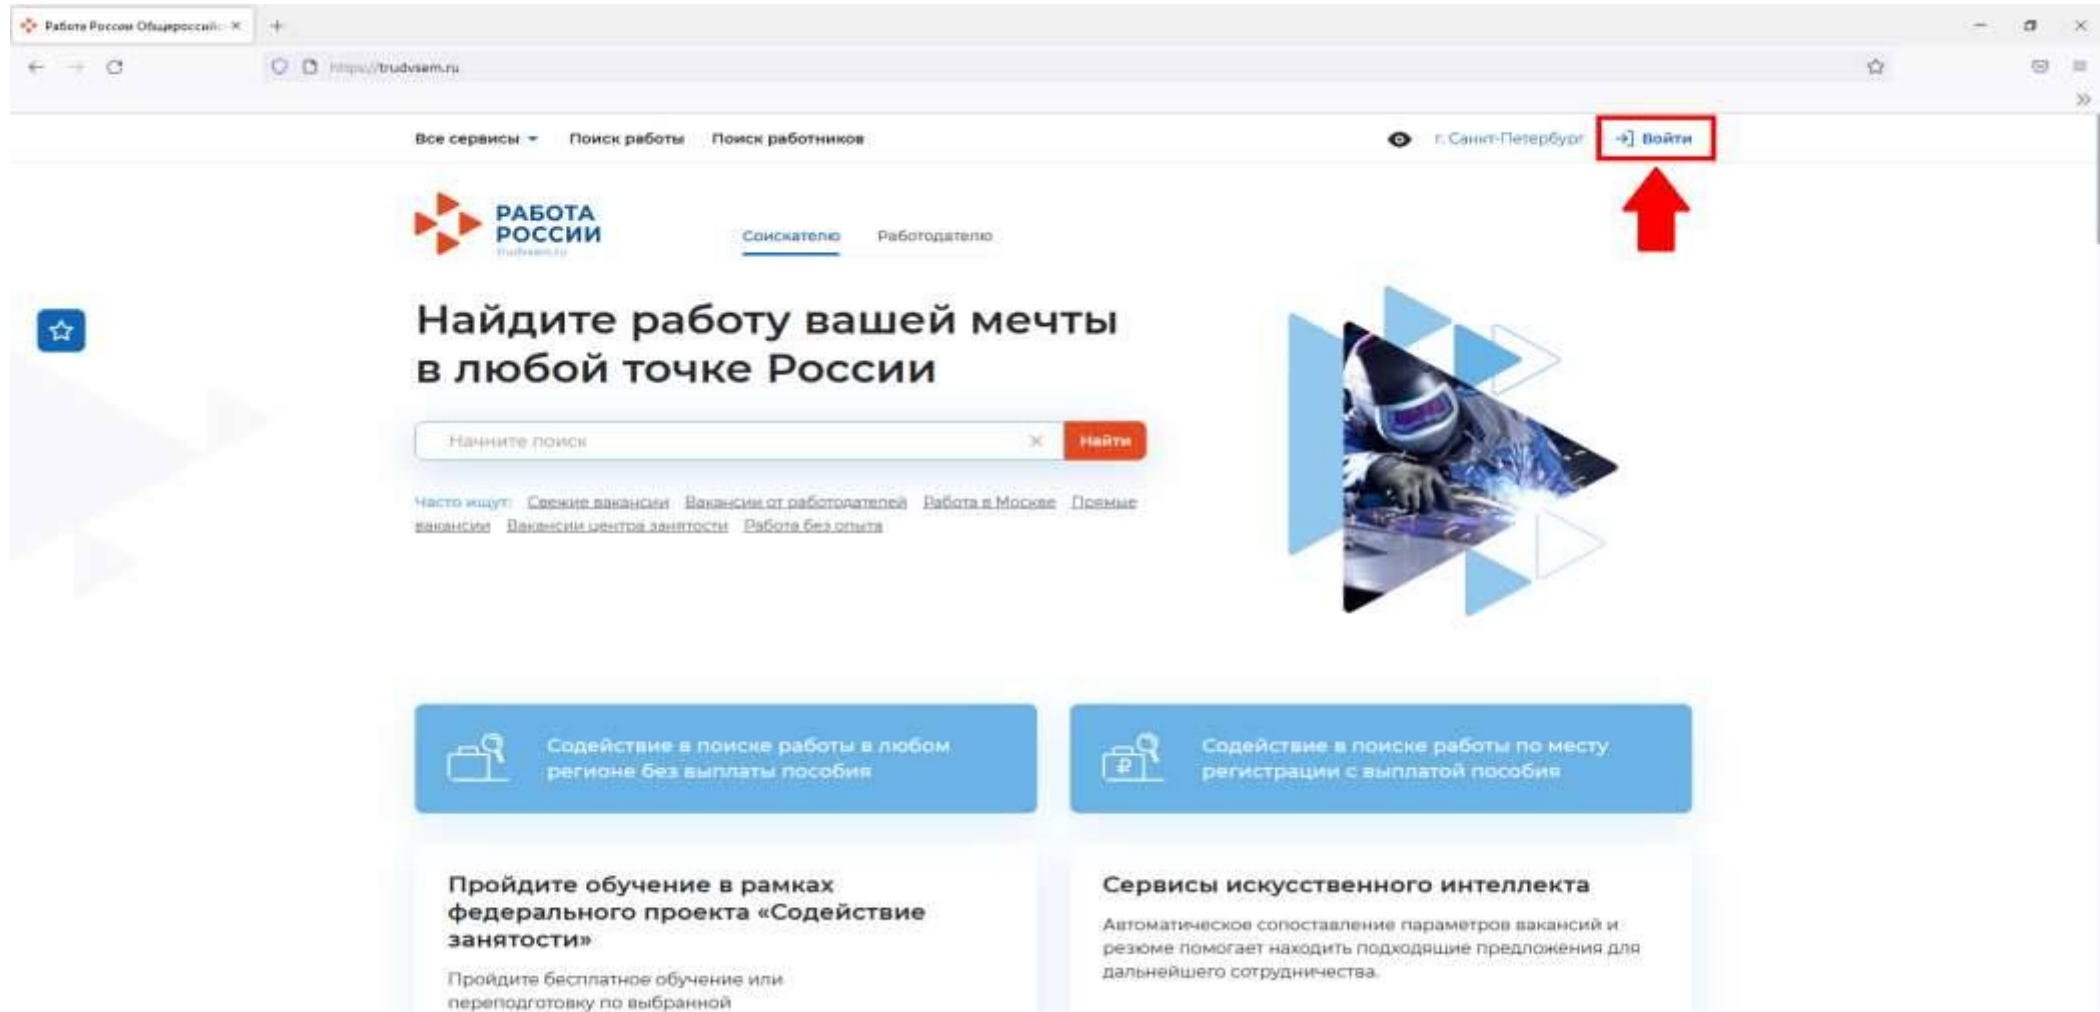 Работа России Общероссийс
https://trudvsem.ru
Все сервисы Поиск работы Поиск работников г. Санкт-Петербург Войти
РАБОТА
РОССИИ
trudvsem.ru
Соискателю Работодателю
Найдите работу вашей мечты
в любой точке России
Начните поиск Найти
Часто ищут: Свежие вакансии Вакансии от работодателей Работа в Москве Прямые
вакансии Вакансии центра занятости Работа без опыта
Содействие в поиске работы в любом
регионе без выплаты пособия
Содействие в поиске работы по месту
регистрации с выплатой пособия
Пройдите обучение в рамках
федерального проекта «Содействие
занятости»
Пройдите бесплатное обучение или
переподготовку по выбранной
Сервисы искусственного интеллекта
Автоматическое сопоставление параметров вакансий и
резюме помогает находить подходящие предложения для
дальнейшего сотрудничества.